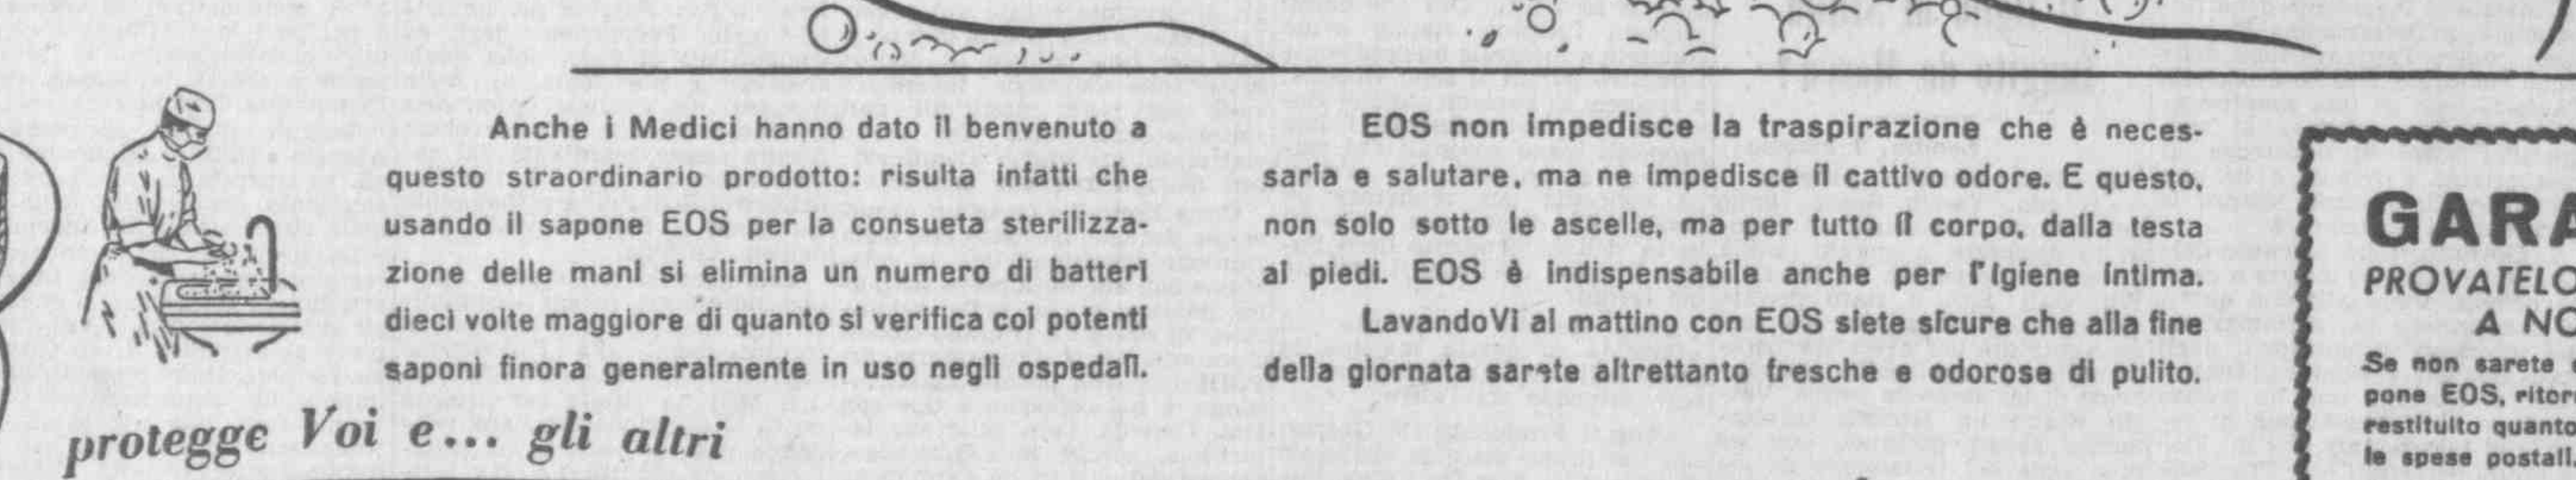 Anche i Medici hanno dato il benvenuto a
questo straordinario prodotto: risulta infatti che
usando il sapone EOS per la consueta sterilizza-
zione delle mani si elimina un numero di batteri
dieci volte maggiore di quanto si verifica coi potenti
saponi finora generalmente in uso negli ospedali.
protegge Voi e... gli altri
EOS non impedisce la traspirazione che è neces-
saria e salutare, ma ne impedisce il cattivo odore. E questo,
non solo sotto le ascelle, ma per tutto il corpo, dalla testa
ai piedi. EOS è indispensabile anche per l'igiene intima.
LavandoVi al mattino con EOS siete sicure che alla fine
della giornata sarete altrettanto fresche e odorose di pulito.
GARA
PROVATELO
A NO
Se non sarete
pone EOS, ritor
restituito quanto
le spese postali.